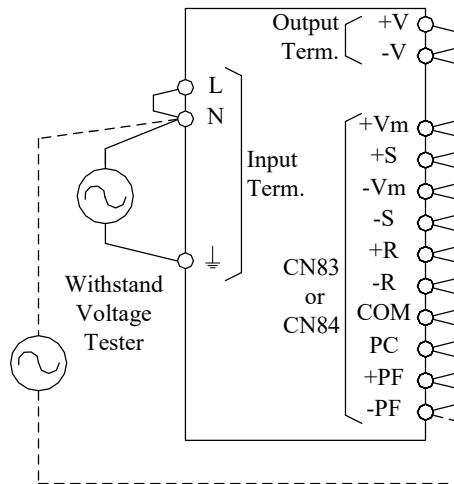 Output
Term.
+V
-V
L
N
Input
Term.
⏚
Withstand
Voltage
Tester
CN83
or
CN84
+Vm
+S
-Vm
-S
+R
-R
COM
PC
+PF
-PF